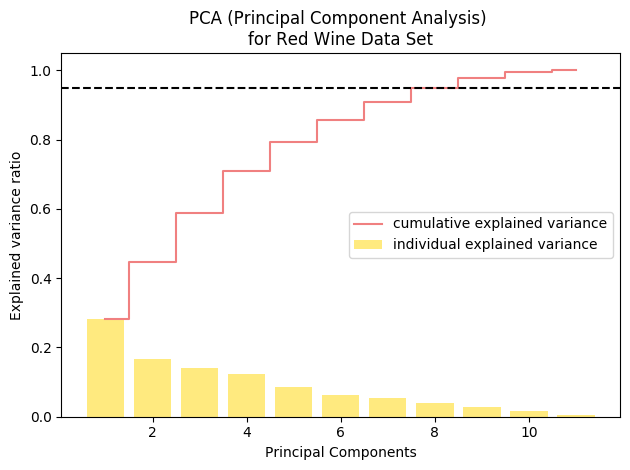 PCA (Principal Component Analysis)
for Red Wine Data Set
Explained variance ratio
1.0
0.8
0.6
0.4
0.2
0.0
cumulative explained variance
individual explained variance
2 4 6 8 10
Principal Components